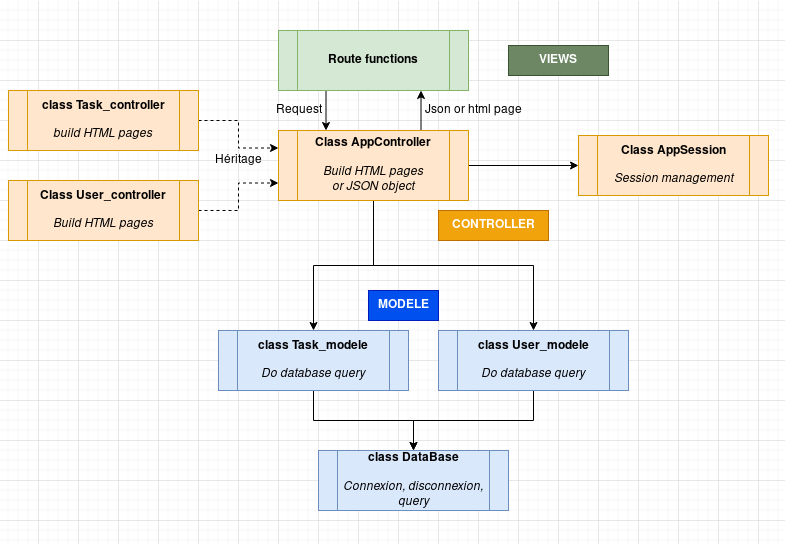 Route functions
VIEWS
Request
Json or html page
class Task_controller
build HTML pages
Héritage
Class User_controller
Build HTML pages
Class AppController
Build HTML pages
or JSON object
Class AppSession
Session management
CONTROLLER
MODELE
class Task_modele
Do database query
class User_modele
Do database query
class DataBase
Connexion, disconnexion,
query